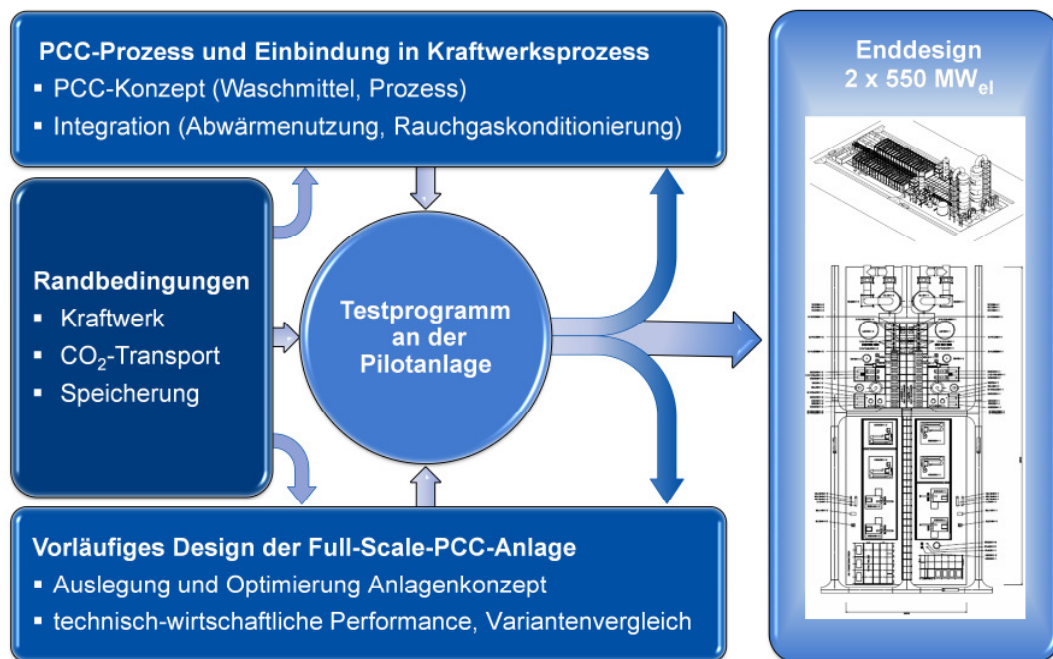 PCC-Prozess und Einbindung in Kraftwerksprozess
▪ PCC-Konzept (Waschmittel, Prozess)
▪ Integration (Abwärmenutzung, Rauchgaskonditionierung)
Randbedingungen
▪ Kraftwerk
▪ CO₂-Transport
▪ Speicherung
Testprogramm
an der
Pilotanlage
Vorläufiges Design der Full-Scale-PCC-Anlage
▪ Auslegung und Optimierung Anlagenkonzept
▪ technisch-wirtschaftliche Performance, Variantenvergleich
Enddesign
2 x 550 MWel